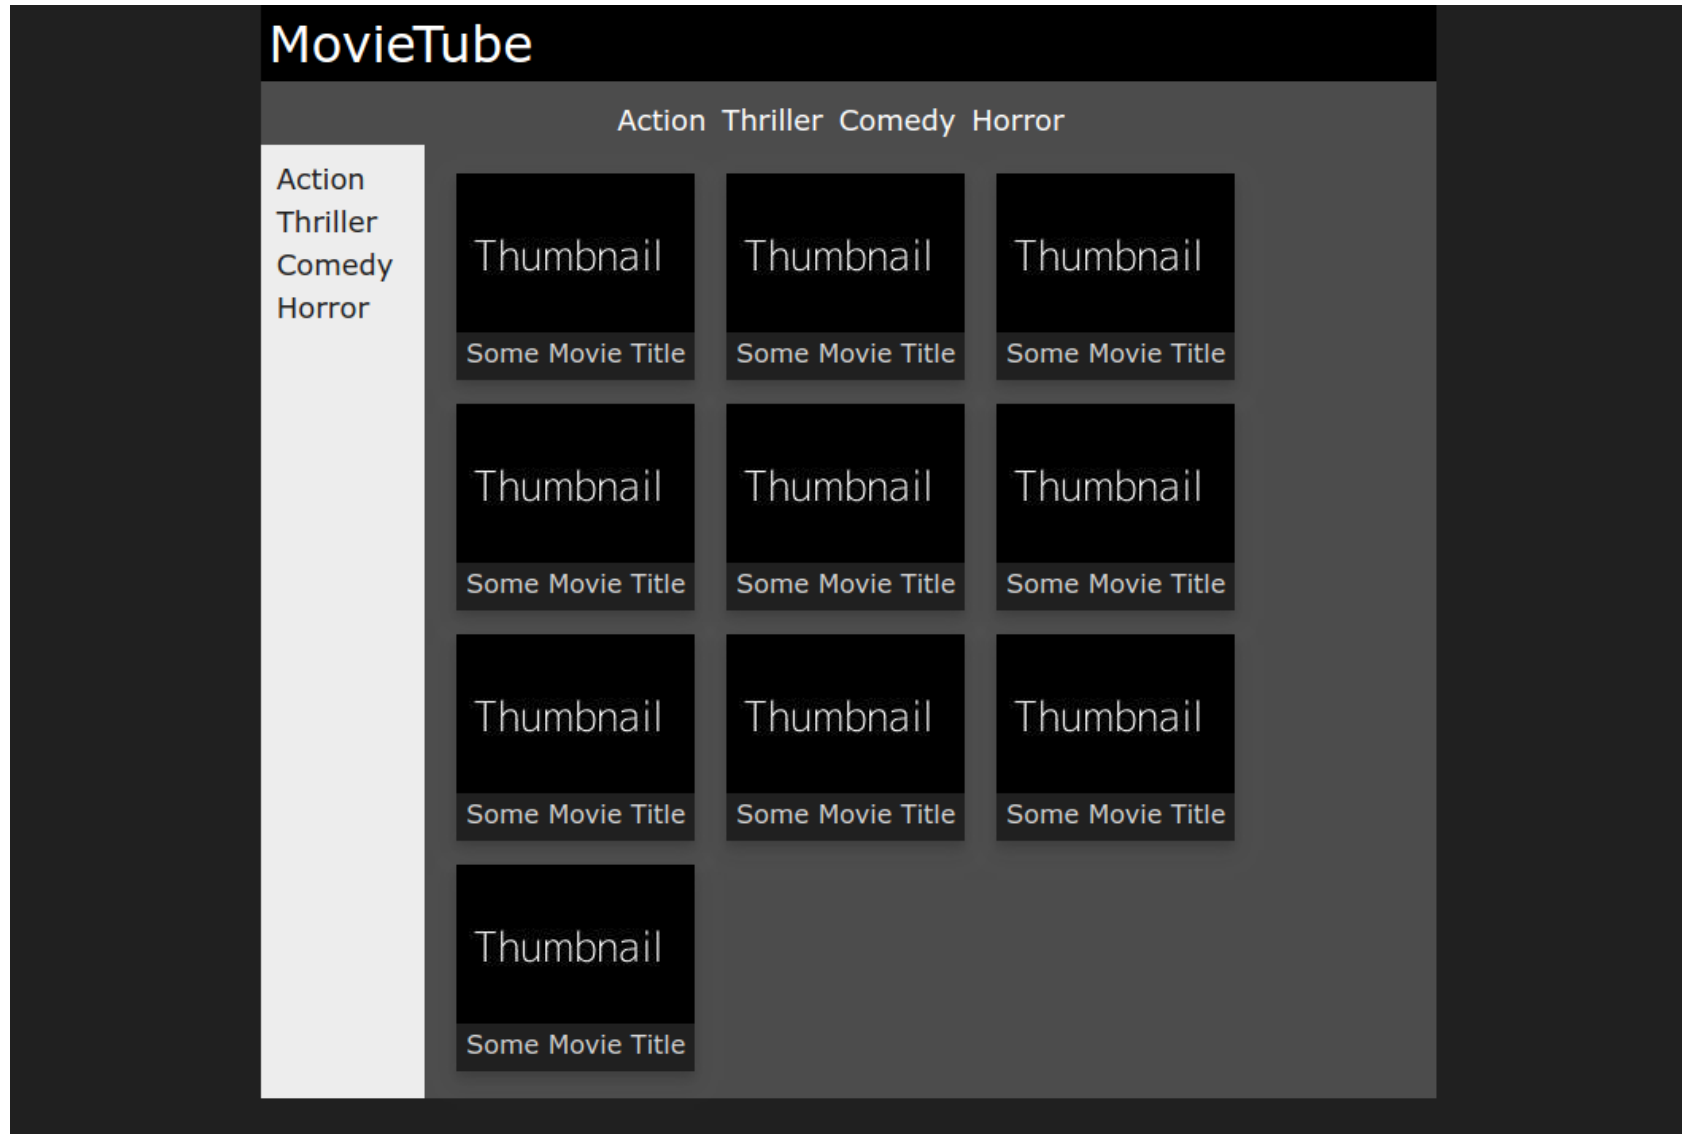 MovieTube
Action Thriller Comedy Horror
Action
Thriller
Comedy
Horror
Thumbnail Thumbnail Thumbnail
Some Movie Title Some Movie Title Some Movie Title
Thumbnail Thumbnail Thumbnail
Some Movie Title Some Movie Title Some Movie Title
Thumbnail Thumbnail Thumbnail
Some Movie Title Some Movie Title Some Movie Title
Thumbnail
Some Movie Title